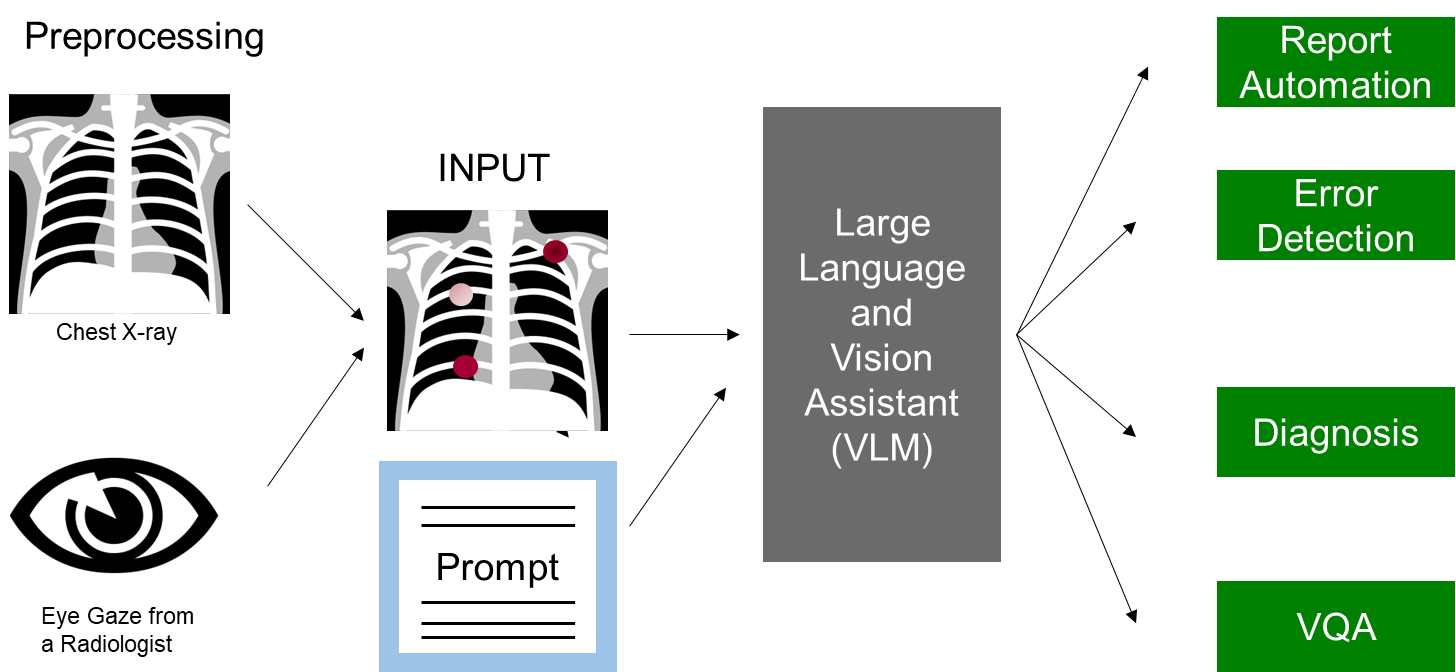 Preprocessing
Chest X-ray
Eye Gaze from
a Radiologist
INPUT
Prompt
Large
Language
and
Vision
Assistant
(VLM)
Report
Automation
Error
Detection
Diagnosis
VQA